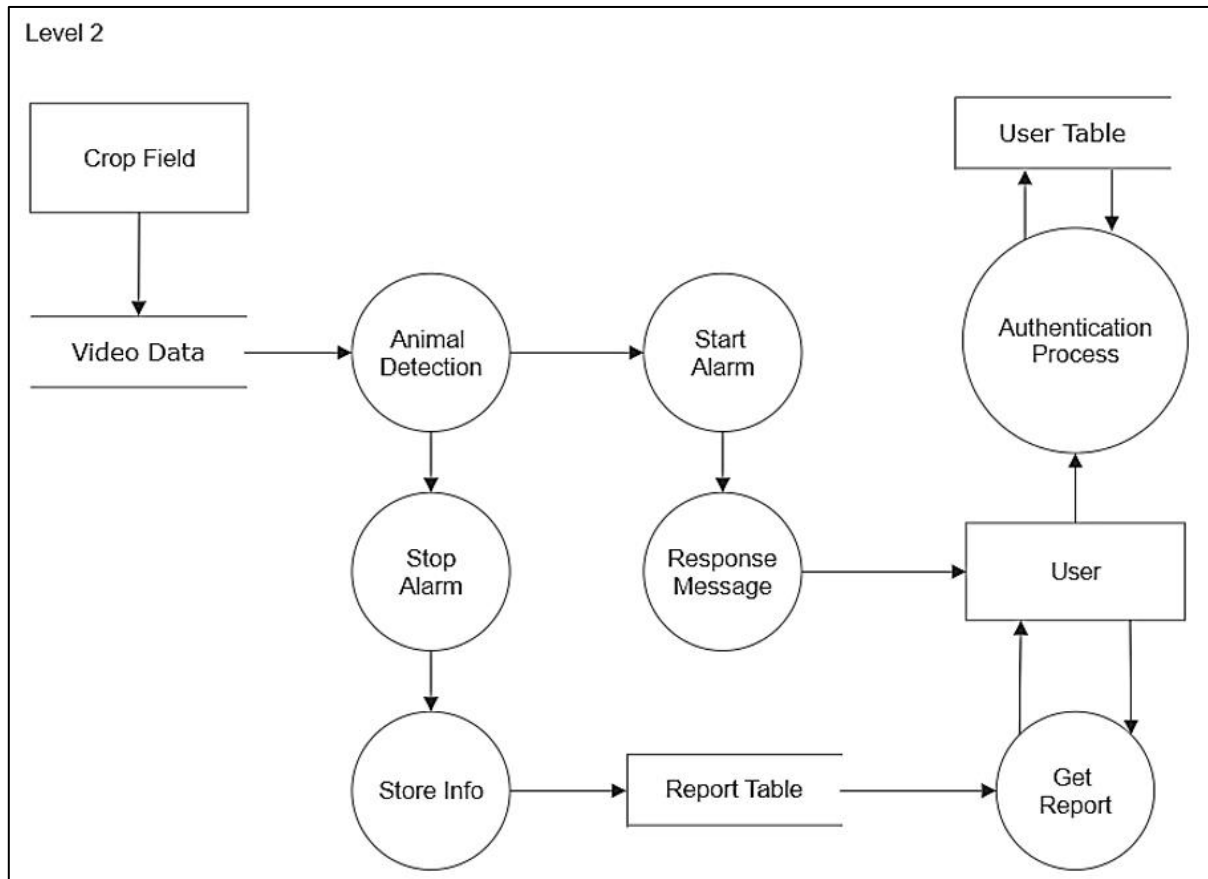 Level 2
Crop Field
User Table
Video Data
Animal
Detection
Start
Alarm
Authentication
Process
Stop
Alarm
Response
Message
User
Store Info
Report Table
Get
Report